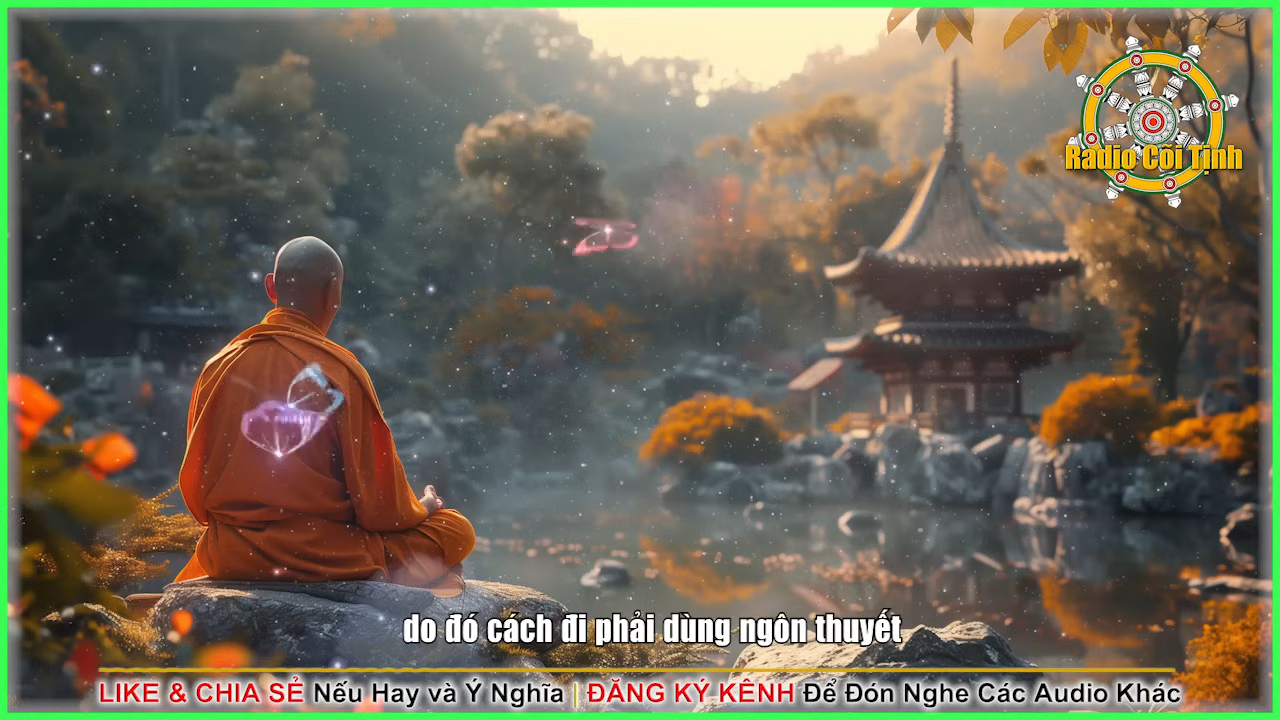 Radio Cõi Tịnh
do đó cách đi phải dùng ngôn thuyết
LIKE & CHIA SẺ Nếu Hay và Ý Nghĩa | ĐĂNG KÝ KÊNH Để Đón Nghe Các Audio Khác